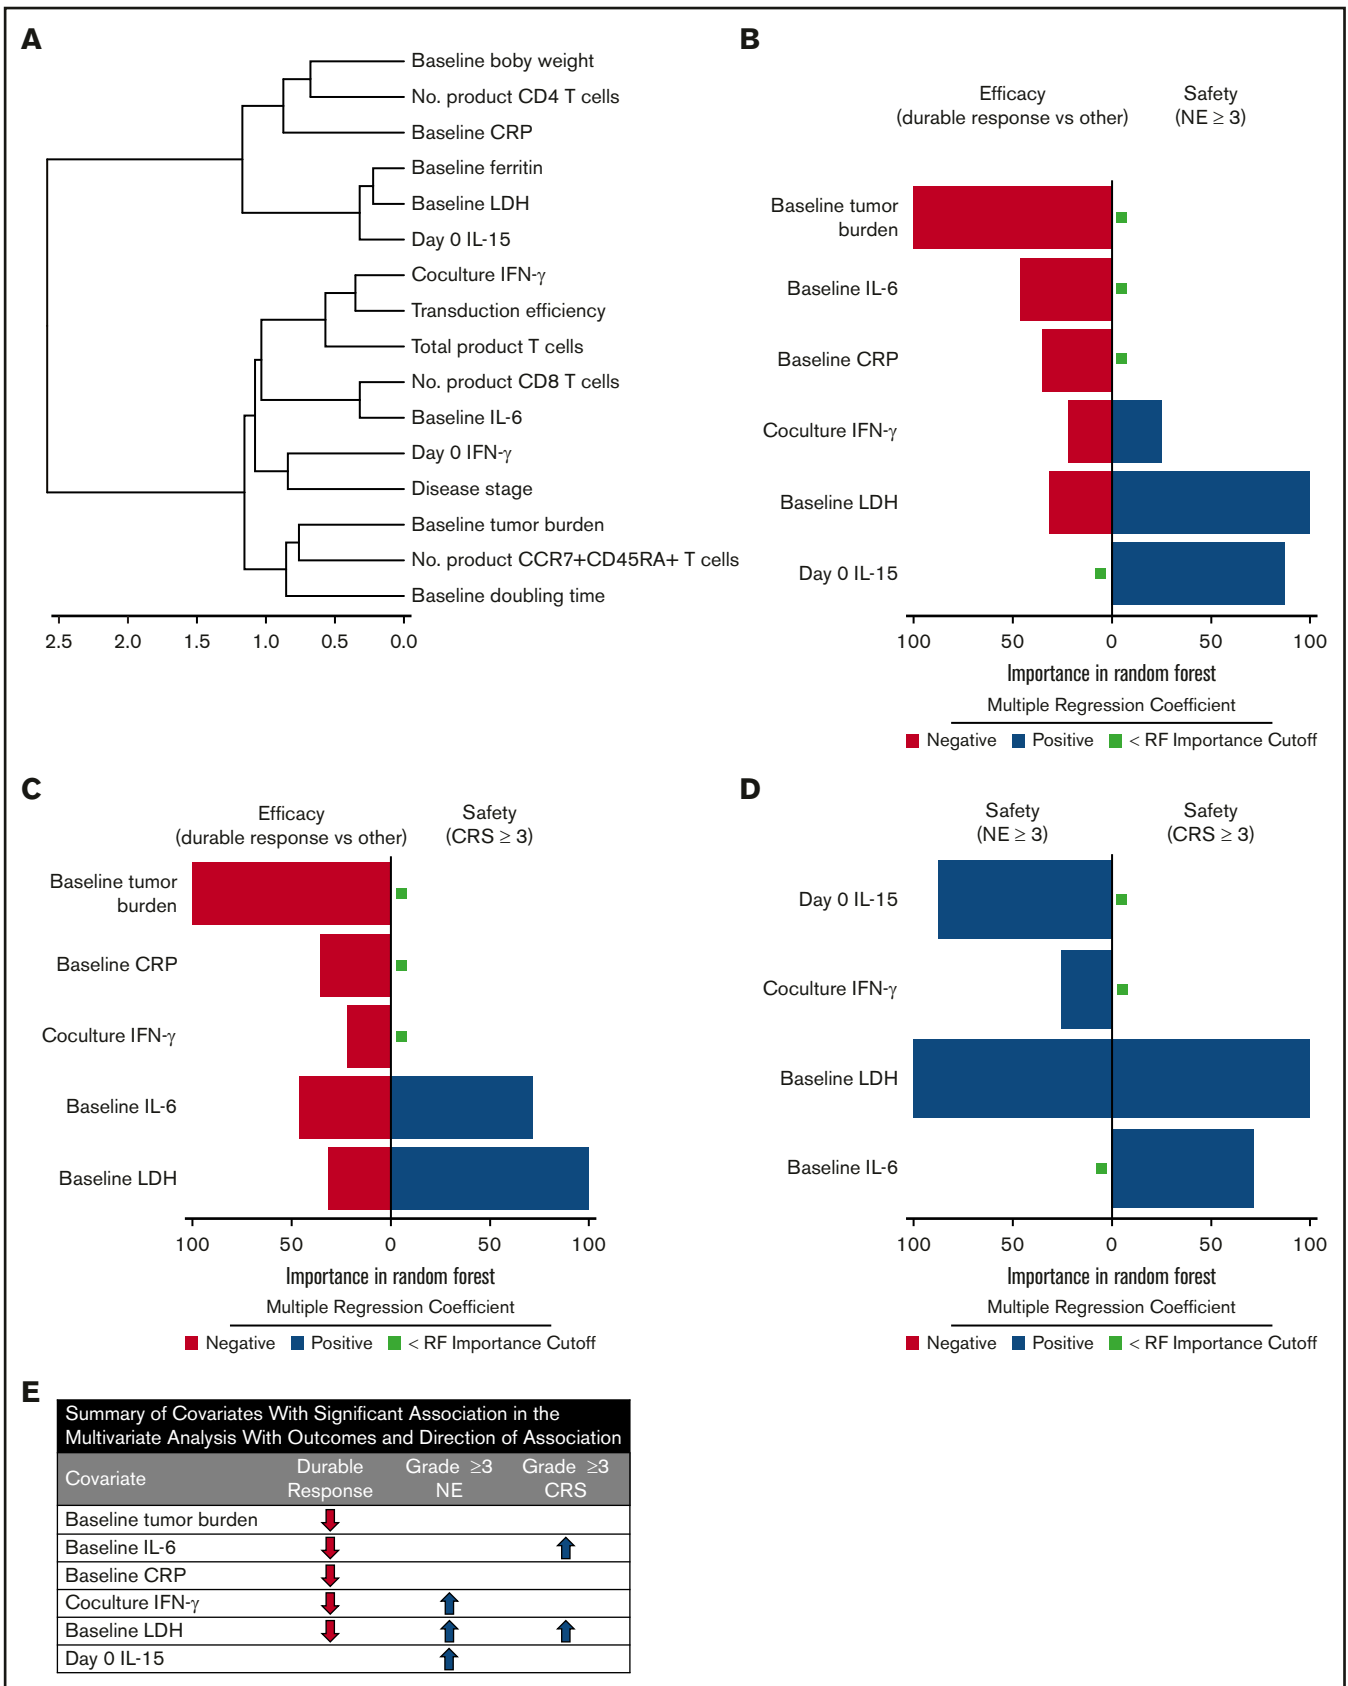 A
Baseline boby weight
No. product CD4 T cells
Baseline CRP
Baseline ferritin
Baseline LDH
Day 0 IL-15
Coculture IFN-γ
Transduction efficiency
Total product T cells
No. product CD8 T cells
Baseline IL-6
Day 0 IFN-γ
Disease stage
Baseline tumor burden
No. product CCR7+CD45RA+ T cells
Baseline doubling time
2.5 2.0 1.5 1.0 0.5 0.0
B
Efficacy
(durable response vs other)
Safety
(NE ≥ 3)
Baseline tumor
burden
Baseline IL-6
Baseline CRP
Coculture IFN-γ
Baseline LDH
Day 0 IL-15
100 50 0 50 100
Importance in random forest
Multiple Regression Coefficient
Negative Positive < RF Importance Cutoff
C
Efficacy
(durable response vs other)
Safety
(CRS ≥ 3)
Baseline tumor
burden
Baseline CRP
Coculture IFN-γ
Baseline IL-6
Baseline LDH
100 50 0 50 100
Importance in random forest
Multiple Regression Coefficient
Negative Positive < RF Importance Cutoff
D
Safety
(NE ≥ 3)
Safety
(CRS ≥ 3)
Day 0 IL-15
Coculture IFN-γ
Baseline LDH
Baseline IL-6
100 50 0 50 100
Importance in random forest
Multiple Regression Coefficient
Negative Positive < RF Importance Cutoff
E
Summary of Covariates With Significant Association in the
Multivariate Analysis With Outcomes and Direction of Association
Covariate
Durable
Response
Grade ≥3
NE
Grade ≥3
CRS
Baseline tumor burden
Baseline IL-6
Baseline CRP
Coculture IFN-γ
Baseline LDH
Day 0 IL-15